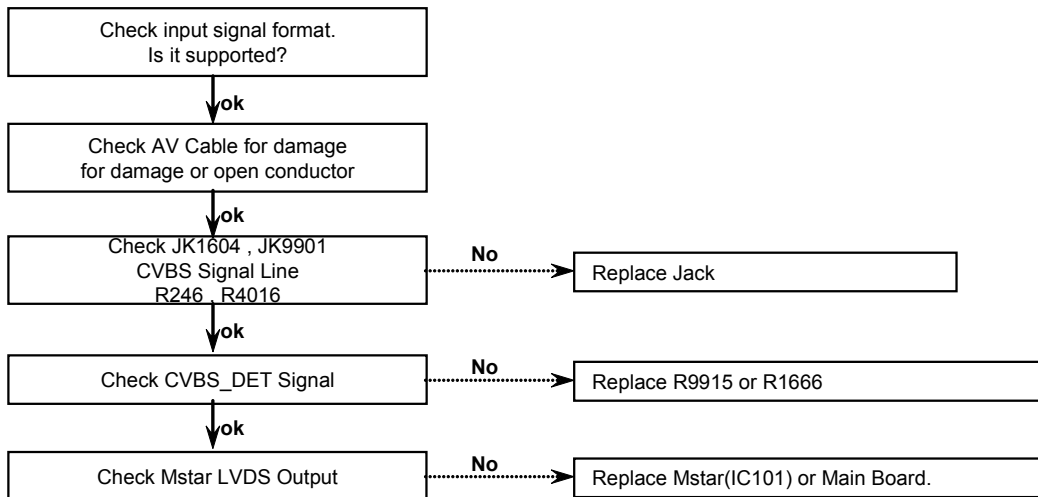 Check input signal format.
Is it supported?
ok
Check AV Cable for damage
for damage or open conductor
ok
Check JK1604 , JK9901
CVBS Signal Line
R246 , R4016
No
Replace Jack
ok
Check CVBS_DET Signal
No
Replace R9915 or R1666
ok
Check Mstar LVDS Output
No
Replace Mstar(IC101) or Main Board.